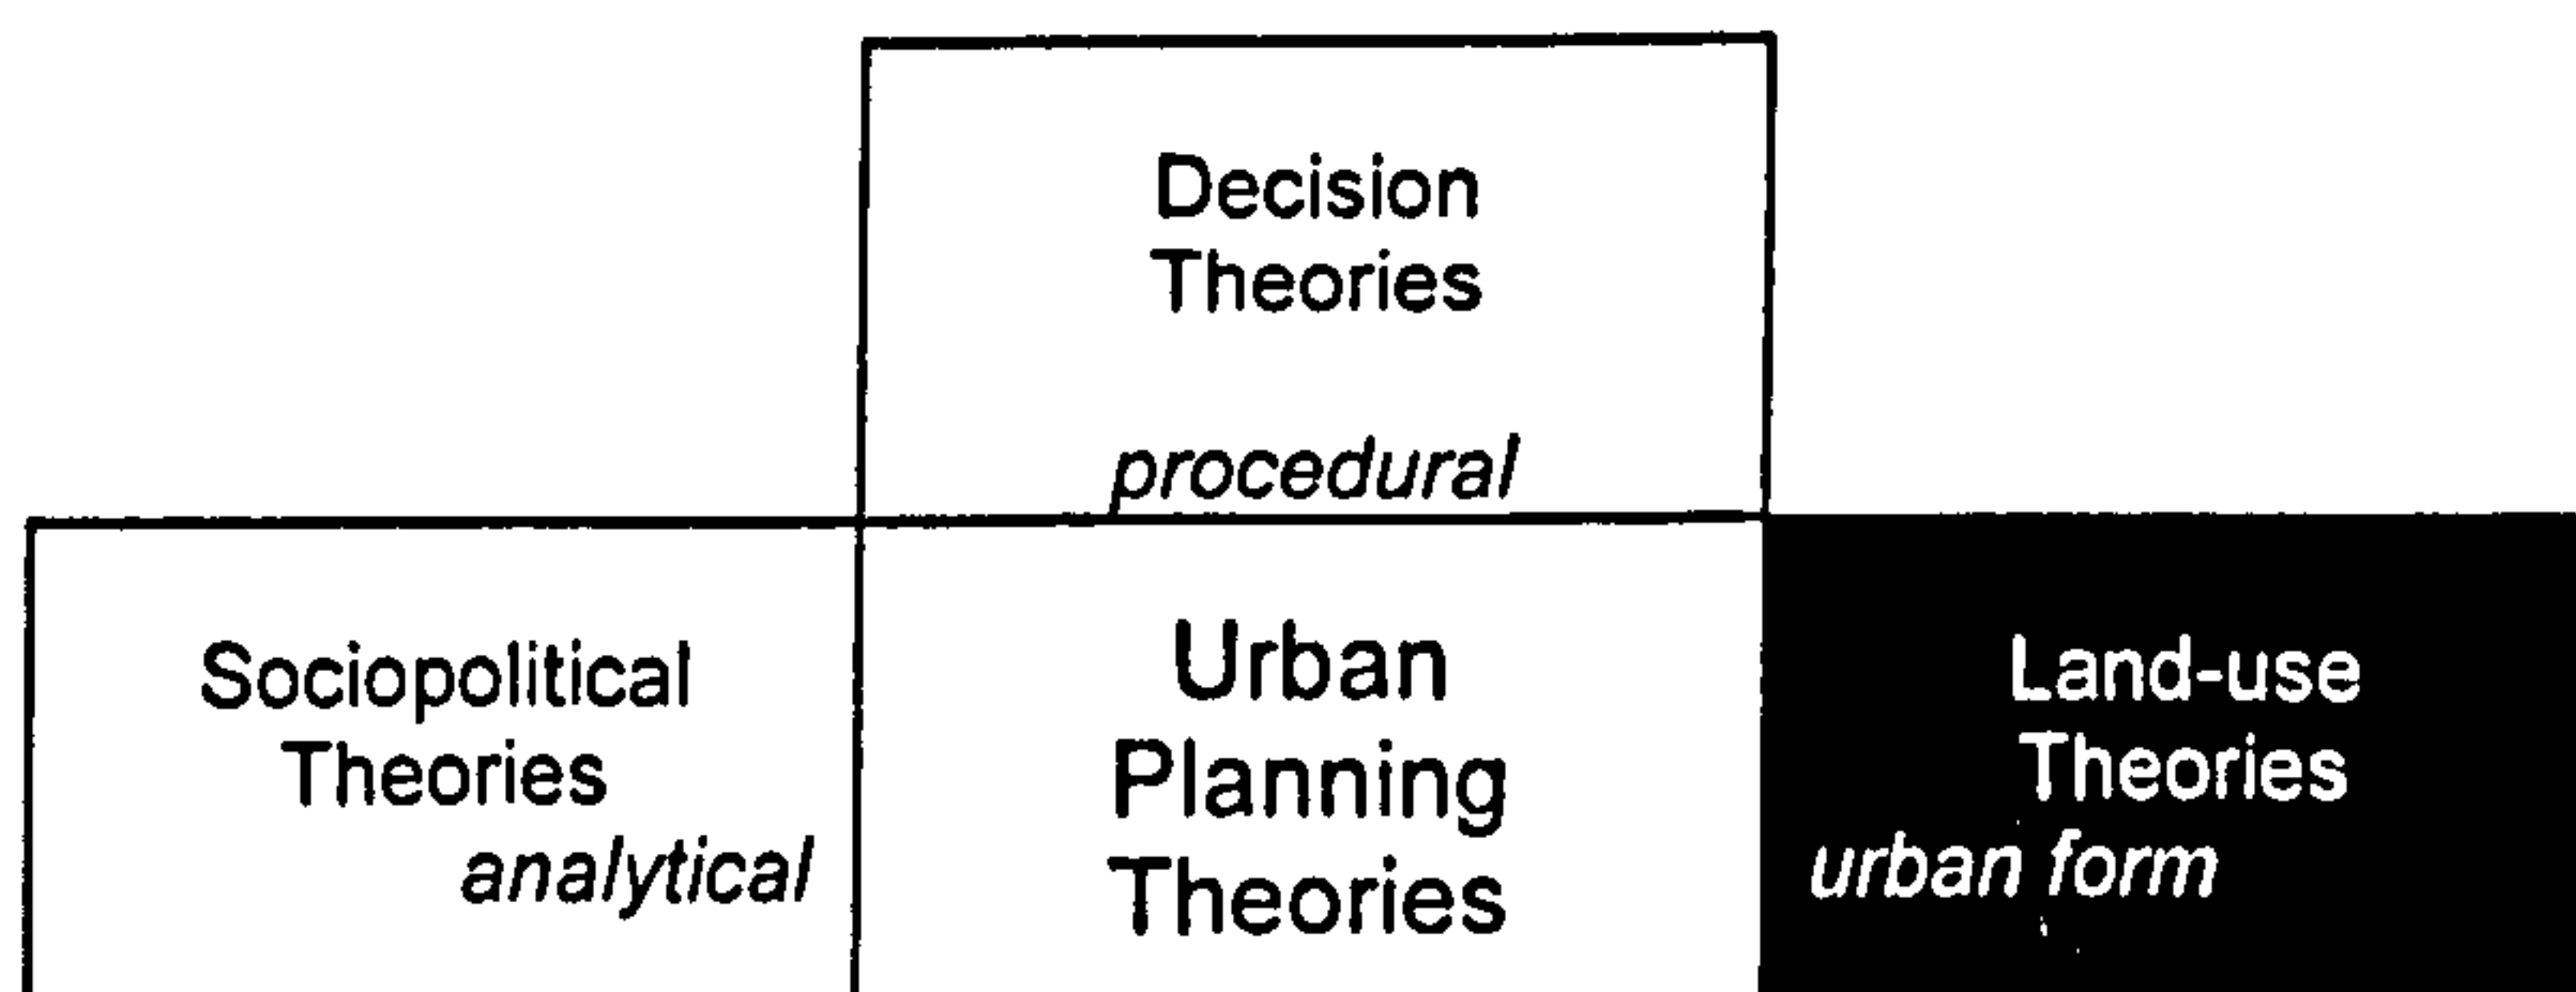 Decision
Theories
procedural
Sociopolitical
Theories
analytical
Urban
Planning
Theories
Land-use
Theories
urban form